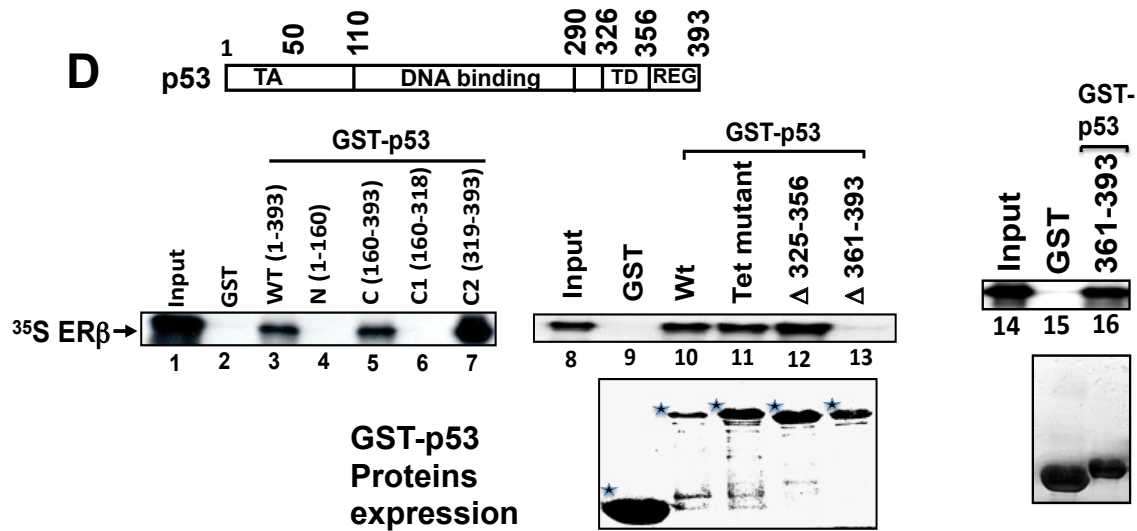 D
1 50 110 290 326 356 393
p53 TA DNA binding TD REG
GST-p53
Input
GST
WT (1-393)
N (1-160)
C (160-393)
C1 (160-318)
C2 (319-393)
35S ERβ
1 2 3 4 5 6 7
GST-p53
Input
GST
Wt
Tet mutant
Δ 325-356
Δ 361-393
8 9 10 11 12 13
GST-p53
Proteins
expression
GST-
p53
Input
GST
361-393
14 15 16